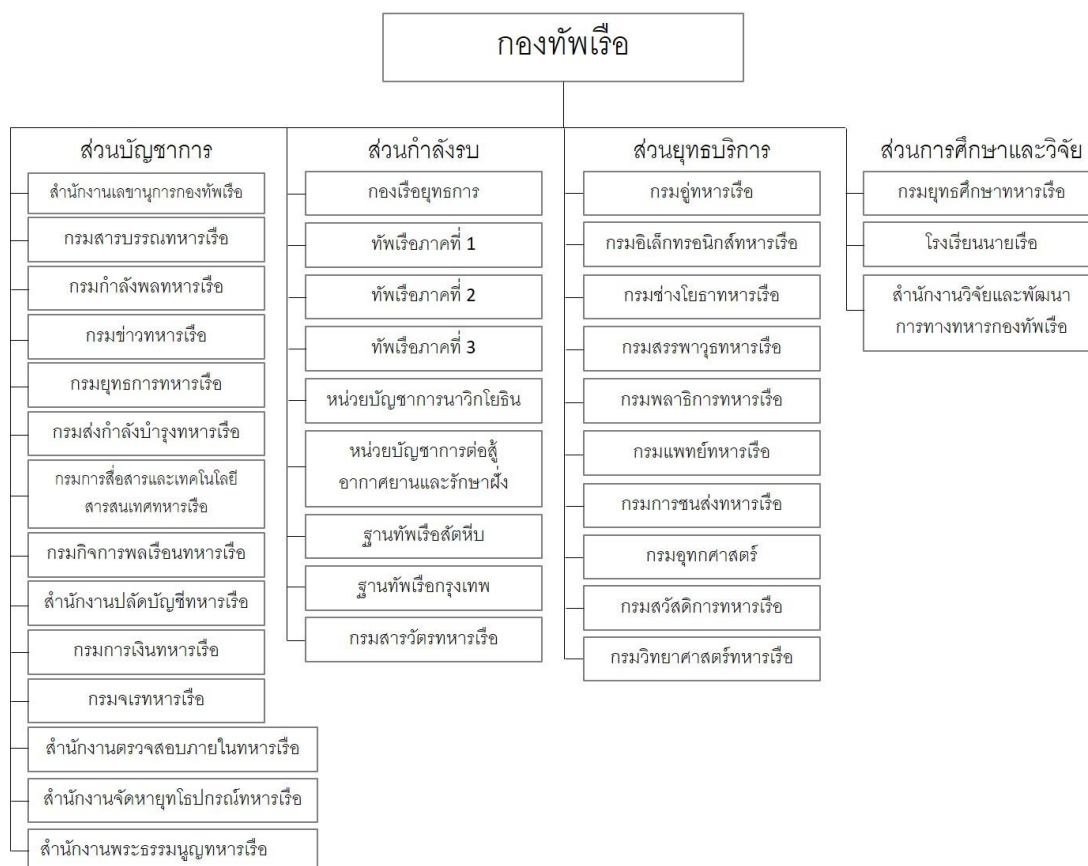 กองทัพเรือ
ส่วนบัญชาการ
สำนักงานเลขานุการกองทัพเรือ
กรมสารบรรณทหารเรือ
กรมกำลังพลทหารเรือ
กรมข่าวทหารเรือ
กรมยุทธการทหารเรือ
กรมส่งกำลังบำรุงทหารเรือ
กรมการสื่อสารและเทคโนโลยี
สารสนเทศทหารเรือ
กรมกิจการพลเรือนทหารเรือ
สำนักงานปลัดบัญชีทหารเรือ
กรมการเงินทหารเรือ
กรมจเรทหารเรือ
สำนักงานตรวจสอบภายในทหารเรือ
สำนักงานจัดหายุทโธปกรณ์ทหารเรือ
สำนักงานพระธรรมนูญทหารเรือ
ส่วนกำลังรบ
กองเรือยุทธการ
ทัพเรือภาคที่ 1
ทัพเรือภาคที่ 2
ทัพเรือภาคที่ 3
หน่วยบัญชาการนาวิกโยธิน
หน่วยบัญชาการต่อสู้
อากาศยานและรักษาฝั่ง
ฐานทัพเรือสัตหีบ
ฐานทัพเรือกรุงเทพ
กรมสารวัตรทหารเรือ
ส่วนยุทธบริการ
กรมอู่ทหารเรือ
กรมอิเล็กทรอนิกส์ทหารเรือ
กรมช่างโยธาทหารเรือ
กรมสรรพาวุธทหารเรือ
กรมพลาธิการทหารเรือ
กรมแพทย์ทหารเรือ
กรมการขนส่งทหารเรือ
กรมอุทกศาสตร์
กรมสวัสดิการทหารเรือ
กรมวิทยาศาสตร์ทหารเรือ
ส่วนการศึกษาและวิจัย
กรมยุทธศึกษาทหารเรือ
โรงเรียนนายเรือ
สำนักงานวิจัยและพัฒนา
การทางทหารกองทัพเรือ